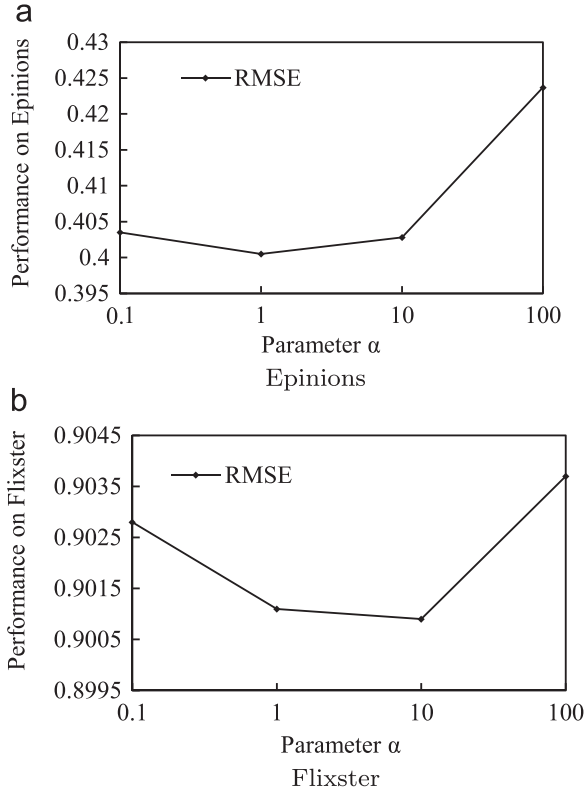 a
Performance on Epinions
0.43
0.425
0.42
0.415
0.41
0.405
0.4
0.395
RMSE
0.1 1 10 100
Parameter α
Epinions
b
Performance on Flixster
0.9045
0.9035
0.9025
0.9015
0.9005
0.8995
RMSE
0.1 1 10 100
Parameter α
Flixster